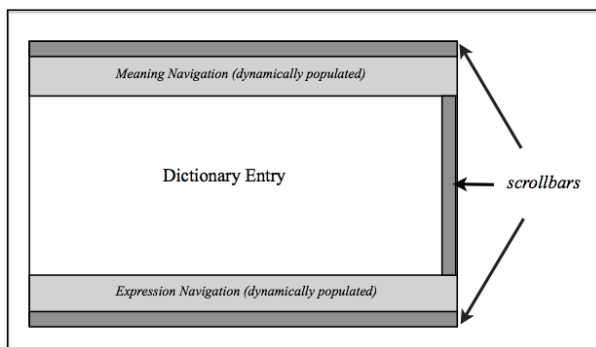 Meaning Navigation (dynamically populated)
Dictionary Entry
scrollbars
Expression Navigation (dynamically populated)